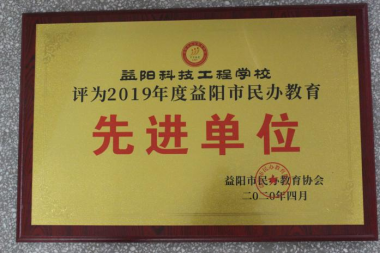 益阳科技工程学校
评为2019年度益阳市民办教育
先进单位
益阳市民办教育协会
二〇二〇年四月